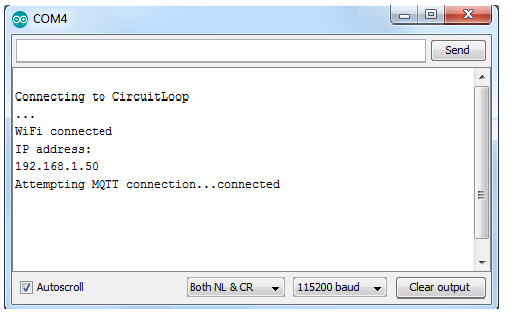 COM4
Send
Connecting to CircuitLoop
...
WiFi connected
IP address:
192.168.1.50
Attempting MQTT connection...connected
Autoscroll
Both NL & CR
115200 baud
Clear output